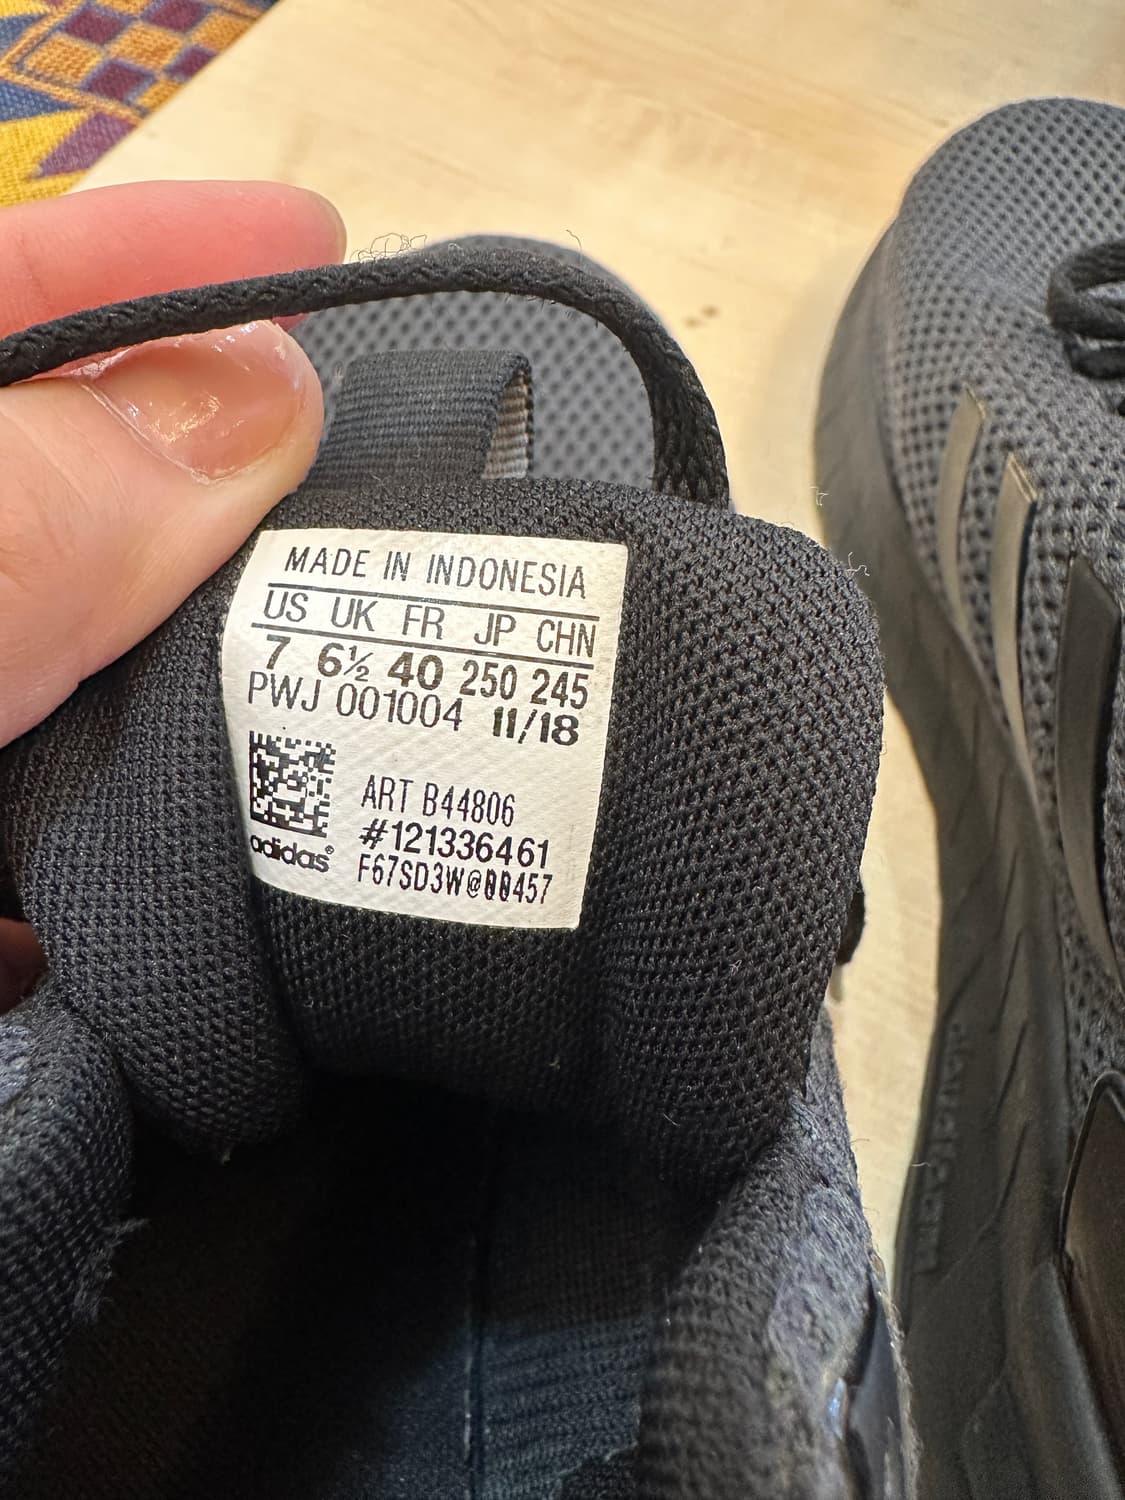 MADE IN INDONESIA
US UK FR JP CHN
7 6½ 40 250 245
PWJ 001004 11/18
ART B44806
#121336461
adidas®
F67SD3W@00457